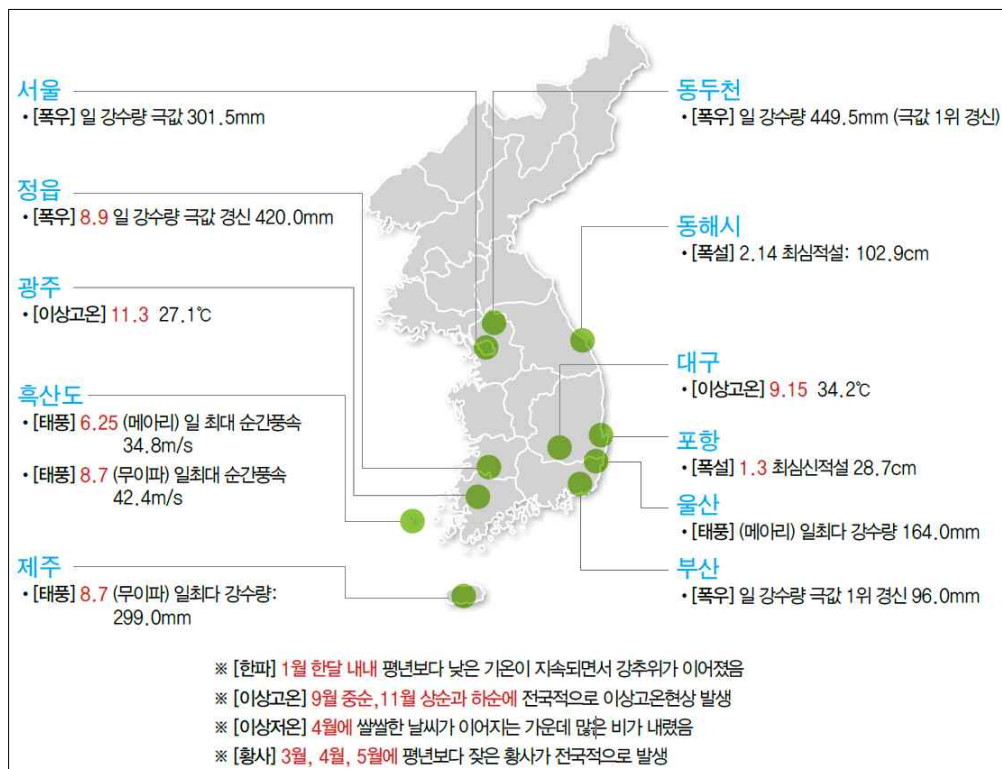 서울
• [폭우] 일 강수량 극값 301.5mm
정읍
• [폭우] 8.9 일 강수량 극값 경신 420.0mm
광주
• [이상고온] 11.3 27.1℃
흑산도
• [태풍] 6.25 (메아리) 일 최대 순간풍속
34.8m/s
• [태풍] 8.7 (무이파) 일최대 순간풍속
42.4m/s
제주
• [태풍] 8.7 (무이파) 일최다 강수량:
299.0mm
동두천
• [폭우] 일 강수량 449.5mm (극값 1위 경신)
동해시
• [폭설] 2.14 최심적설: 102.9cm
대구
• [이상고온] 9.15 34.2℃
포항
• [폭설] 1.3 최심신적설 28.7cm
울산
• [태풍] (메아리) 일최다 강수량 164.0mm
부산
• [폭우] 일 강수량 극값 1위 경신 96.0mm
※ [한파] 1월 한달 내내 평년보다 낮은 기온이 지속되면서 강추위가 이어졌음
※ [이상고온] 9월 중순, 11월 상순과 하순에 전국적으로 이상고온현상 발생
※ [이상저온] 4월에 쌀쌀한 날씨가 이어지는 가운데 많은 비가 내렸음
※ [황사] 3월, 4월, 5월에 평년보다 잦은 황사가 전국적으로 발생